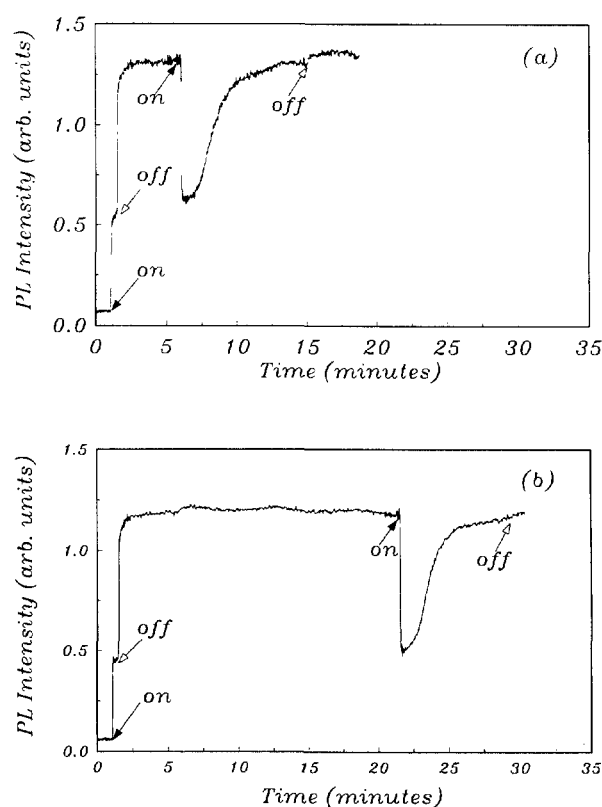 1.5
(a)
PL Intensity (arb. units)
on
off
1.0
off
0.5
on
0.0
0 5 10 15 20 25 30 35
Time (minutes)
1.5
(b)
PL Intensity (arb. units)
on
off
1.0
off
0.5
on
0.0
0 5 10 15 20 25 30 35
Time (minutes)